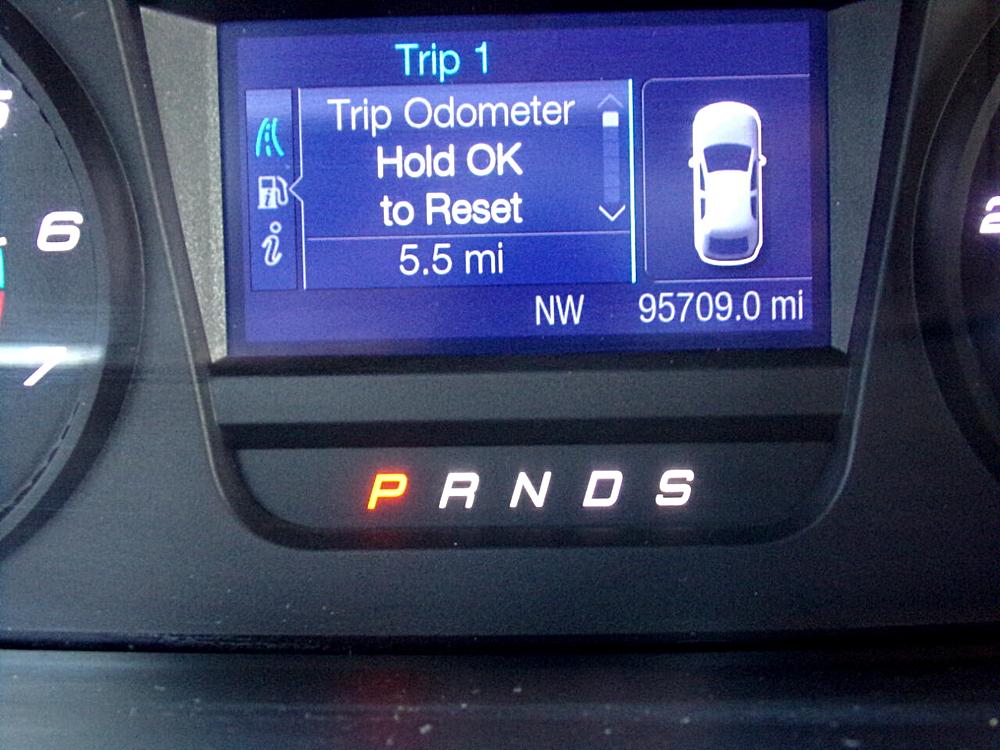 Trip 1
Trip Odometer
Hold OK
to Reset
5.5 mi
NW 95709.0 mi
P R N D S
6
7